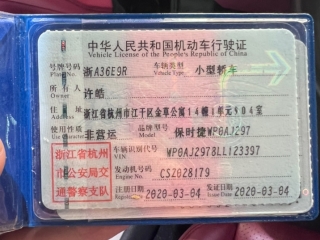 中华人民共和国机动车行驶证
Vehicle License of the People's Republic of China
号牌号码 浙A36E9R 车辆类型 小型轿车
Plate No. Vehicle Type
所有人 许皓
Owner
住址 浙江省杭州市江干区金草公寓14幢1单元904室
Address
使用性质 非营运 品牌型号 保时捷WP0AJ297
Use Character Model
浙江省杭州
市公安局交
通警察支队
车辆识别代号 WP0AJ2978LL123397
VIN
发动机号码 CSZ028179
Engine No.
注册日期 2020-03-04 发证日期 2020-03-04
Register Date Issue Date